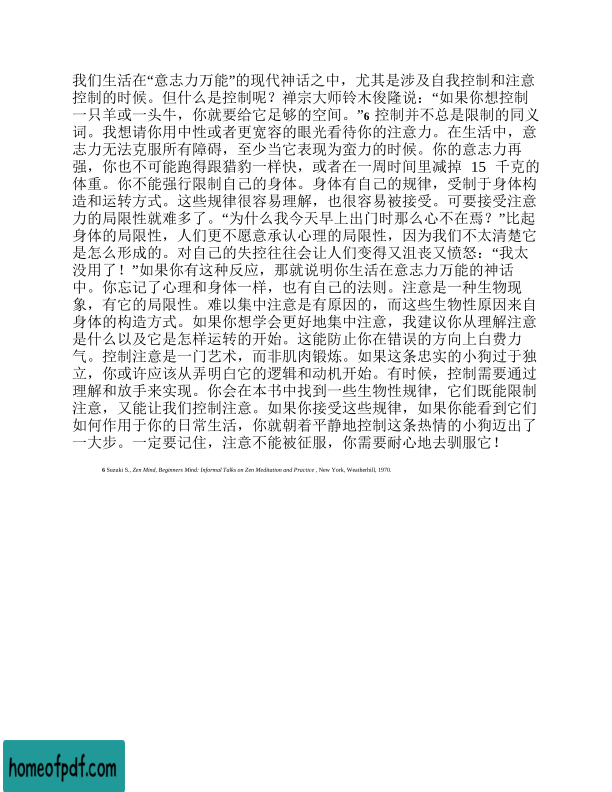 我们生活在“意志力万能”的现代神话之中，尤其是涉及自我控制和注意
控制的时候。但什么是控制呢？禅宗大师铃木俊隆说：“如果你想控制
一只羊或一头牛，你就要给它足够的空间。”6 控制并不总是限制的同义
词。我想请你用中性或者更宽容的眼光看待你的注意力。在生活中，意
志力无法克服所有障碍，至少当它表现为蛮力的时候。你的意志力再
强，你也不可能跑得跟猎豹一样快，或者在一周时间里减掉 15 千克的
体重。你不能强行限制自己的身体。身体有自己的规律，受制于身体构
造和运转方式。这些规律很容易理解，也很容易被接受。可要接受注意
力的局限性就难多了。“为什么我今天早上出门时那么心不在焉？”比起
身体的局限性，人们更不愿意承认心理的局限性，因为我们不太清楚它
是怎么形成的。对自己的失控往往会让人们变得又沮丧又愤怒：“我太
没用了！”如果你有这种反应，那就说明你生活在意志力万能的神话
中。你忘记了心理和身体一样，也有自己的法则。注意是一种生物现
象，有它的局限性。难以集中注意是有原因的，而这些生物性原因来自
身体的构造方式。如果你想学会更好地集中注意，我建议你从理解注意
是什么以及它是怎样运转的开始。这能防止你在错误的方向上白费力
气。控制注意是一门艺术，而非肌肉锻炼。如果这条忠实的小狗过于独
立，你或许应该从弄明白它的逻辑和动机开始。有时候，控制需要通过
理解和放手来实现。你会在本书中找到一些生物性规律，它们既能限制
注意，又能让我们控制注意。如果你接受这些规律，如果你能看到它们
如何作用于你的日常生活，你就朝着平静地控制这条热情的小狗迈出了
一大步。一定要记住，注意不能被征服，你需要耐心地去驯服它！
6 Suzuki S., Zen Mind, Beginners Mind: Informal Talks on Zen Meditation and Practice , New York, Weatherhill, 1970.
homeofpdf.com